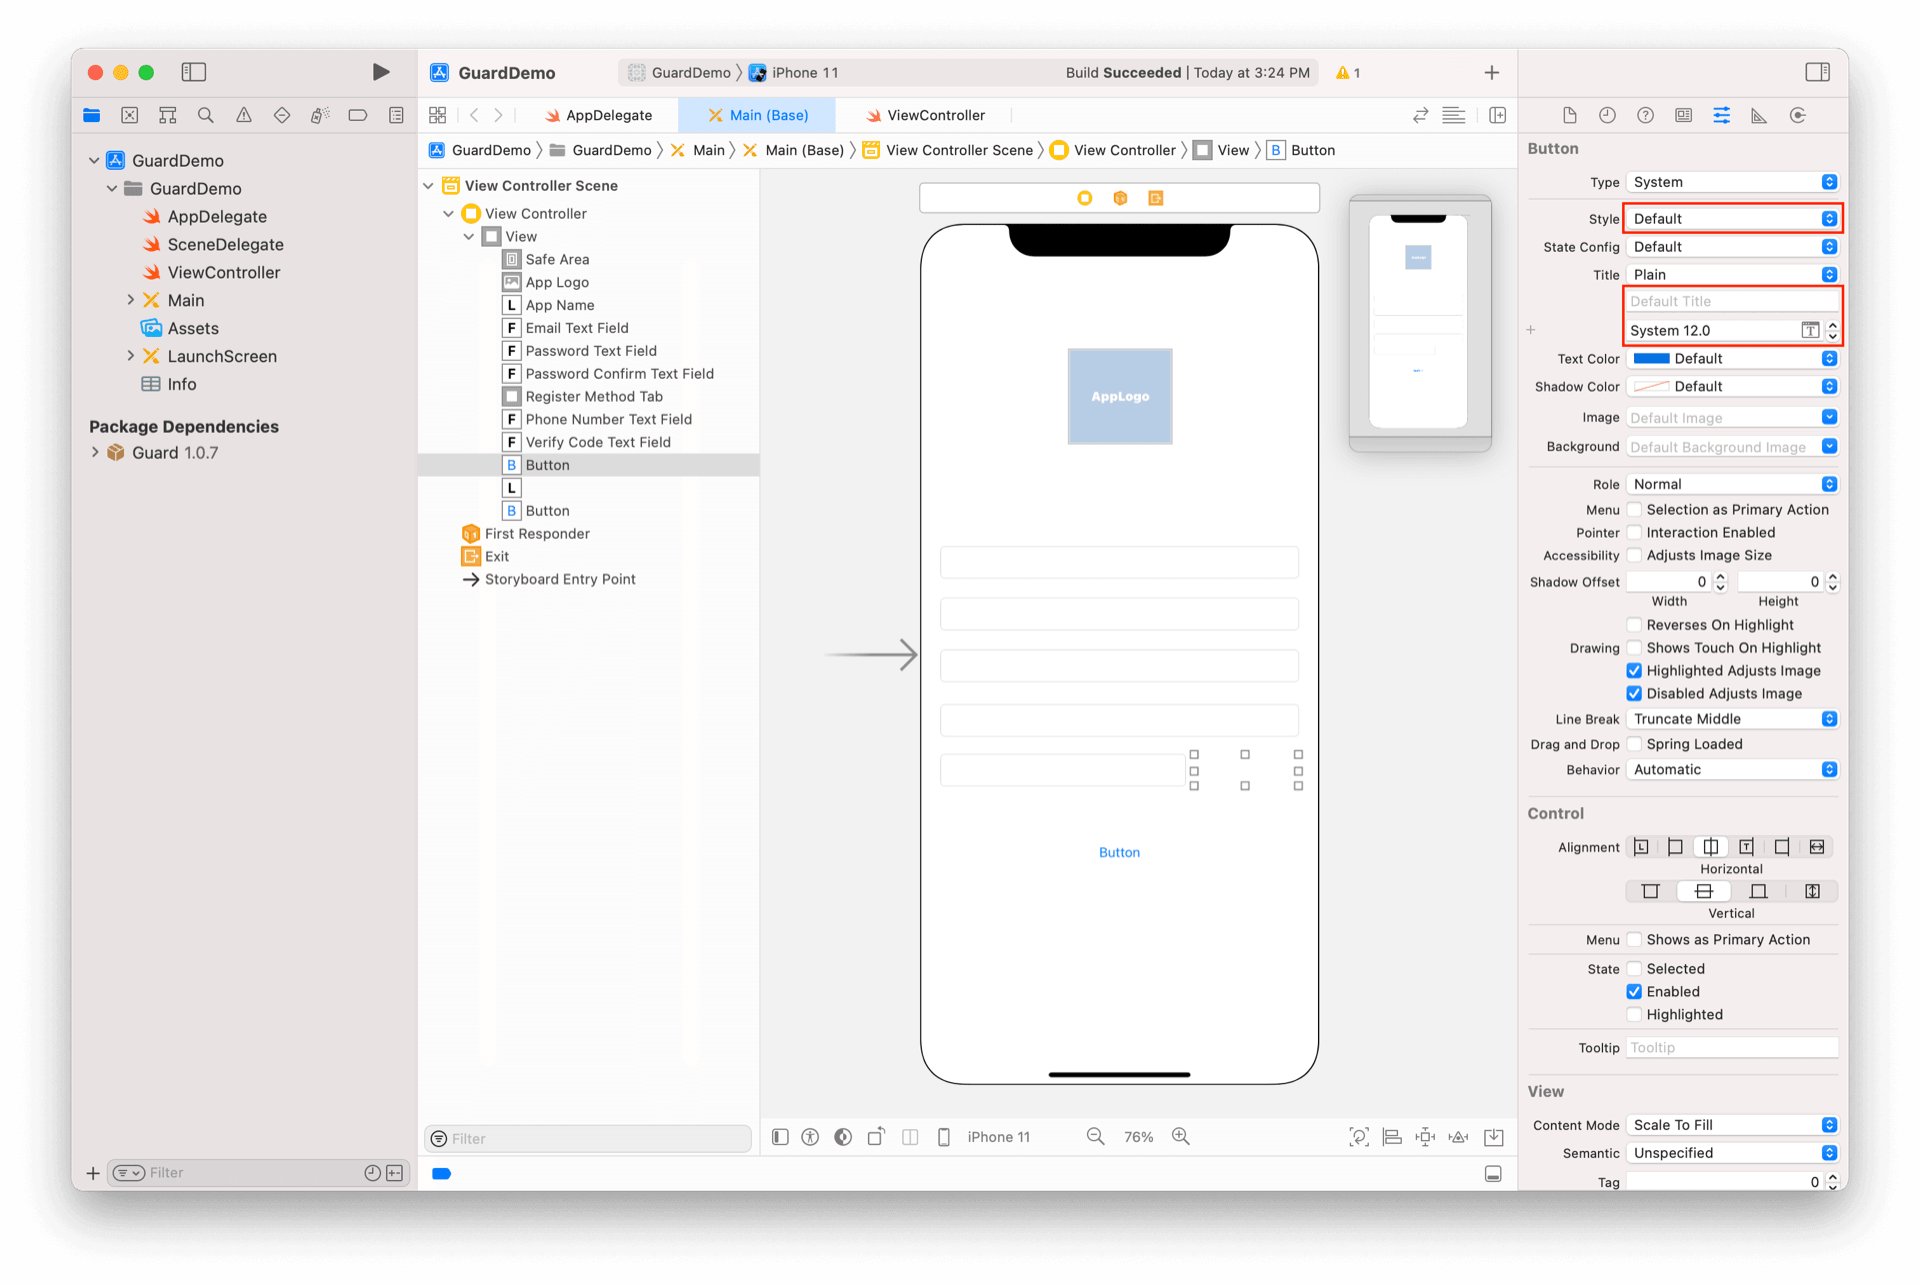 GuardDemo
GuardDemo
iPhone 11
Build Succeeded | Today at 3:24 PM
1
AppDelegate
Main (Base)
ViewController
GuardDemo
GuardDemo
Main
Main (Base)
View Controller Scene
View Controller
View
B
Button
GuardDemo
GuardDemo
AppDelegate
SceneDelegate
ViewController
Main
Assets
LaunchScreen
Info
Package Dependencies
Guard 1.0.7
Filter
View Controller Scene
View Controller
View
Safe Area
App Logo
L App Name
F Email Text Field
F Password Text Field
F Password Confirm Text Field
Register Method Tab
F Phone Number Text Field
F Verify Code Text Field
B Button
L
B Button
First Responder
Exit
Storyboard Entry Point
Filter
AppLogo
Button
iPhone 11
76%
Button
Type System
Style Default
State Config Default
Title Plain
Default Title
System 12.0
T
Text Color Default
Shadow Color Default
Image Default Image
Background Default Background Image
Role Normal
Menu Selection as Primary Action
Pointer Interaction Enabled
Accessibility Adjusts Image Size
Shadow Offset 0 0
Width Height
Reverses On Highlight
Drawing Shows Touch On Highlight
Highlighted Adjusts Image
Disabled Adjusts Image
Line Break Truncate Middle
Drag and Drop Spring Loaded
Behavior Automatic
Control
Alignment
L
T
Horizontal
Vertical
Menu Shows as Primary Action
State Selected
Enabled
Highlighted
Tooltip Tooltip
View
Content Mode Scale To Fill
Semantic Unspecified
Tag 0